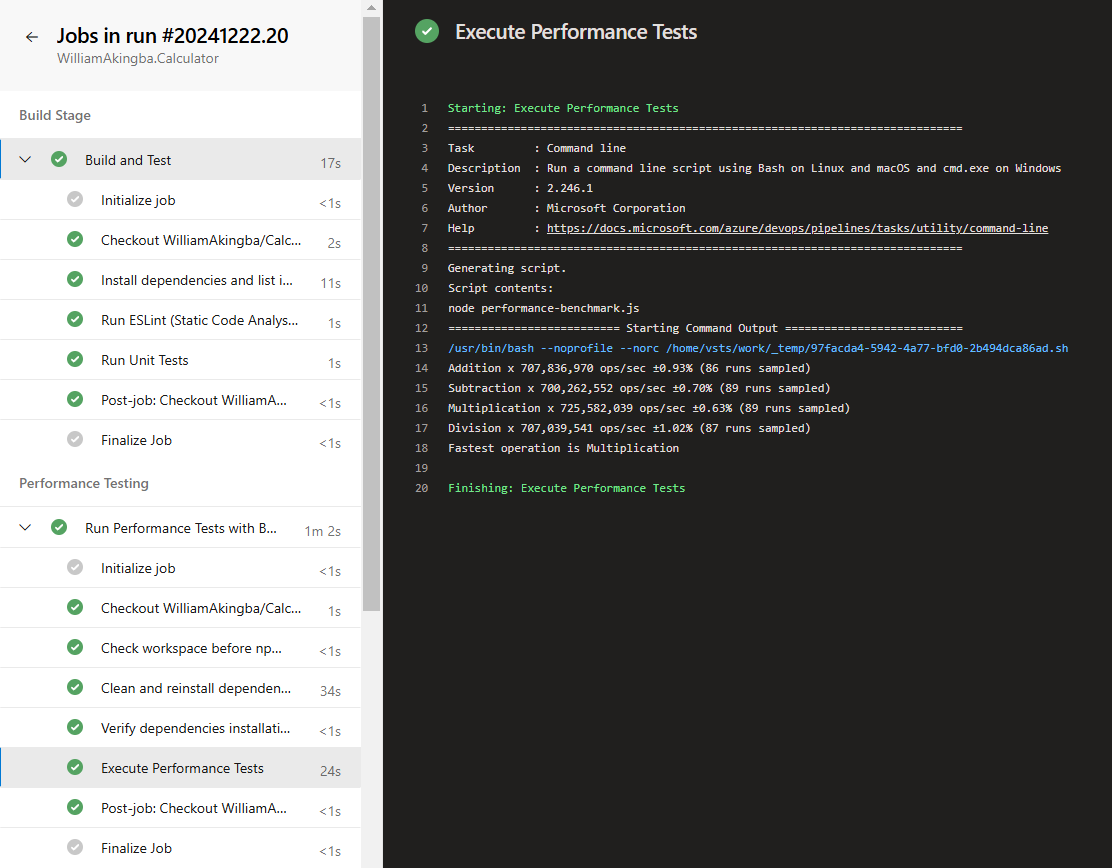 Jobs in run #20241222.20
WilliamAkingba.Calculator
Build Stage
Build and Test 17s
Initialize job <1s
Checkout WilliamAkingba/Calc... 2s
Install dependencies and list i... 11s
Run ESLint (Static Code Analys... 1s
Run Unit Tests 1s
Post-job: Checkout WilliamA... <1s
Finalize Job <1s
Performance Testing
Run Performance Tests with B... 1m 2s
Initialize job <1s
Checkout WilliamAkingba/Calc... 1s
Check workspace before np... <1s
Clean and reinstall dependen... 34s
Verify dependencies installati... <1s
Execute Performance Tests 24s
Post-job: Checkout WilliamA... <1s
Finalize Job <1s
Execute Performance Tests
1 Starting: Execute Performance Tests
2 ==============================================================================
3 Task : Command line
4 Description : Run a command line script using Bash on Linux and macOS and cmd.exe on Windows
5 Version : 2.246.1
6 Author : Microsoft Corporation
7 Help : https://docs.microsoft.com/azure/devops/pipelines/tasks/utility/command-line
8 ==============================================================================
9 Generating script.
10 Script contents:
11 node performance-benchmark.js
12 ========================== Starting Command Output ===========================
13 /usr/bin/bash --noprofile --norc /home/vsts/work/_temp/97facda4-5942-4a77-bfd0-2b494dca86ad.sh
14 Addition x 707,836,970 ops/sec ±0.93% (86 runs sampled)
15 Subtraction x 700,262,552 ops/sec ±0.70% (89 runs sampled)
16 Multiplication x 725,582,039 ops/sec ±0.63% (89 runs sampled)
17 Division x 707,039,541 ops/sec ±1.02% (87 runs sampled)
18 Fastest operation is Multiplication
19
20 Finishing: Execute Performance Tests